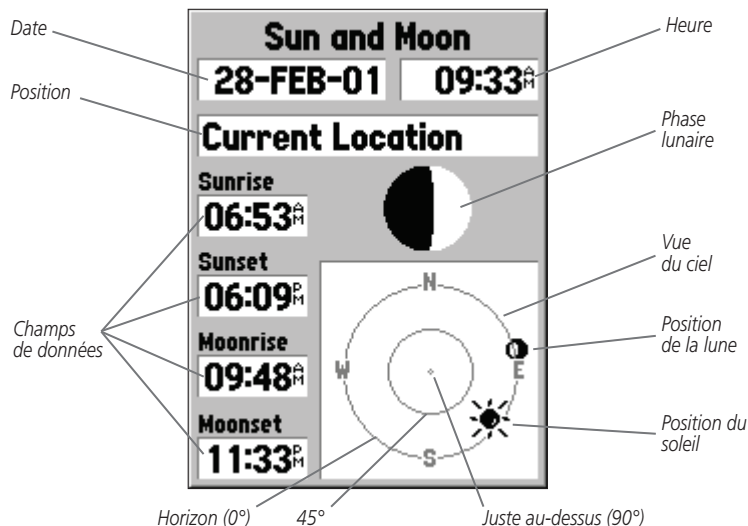 Date
Heure
Sun and Moon
28-FEB-01 09:33AM
Position
Current Location
Phase
lunaire
Sunrise
06:53AM
Sunset
06:09PM
Moonrise
09:48AM
Moonset
11:33PM
Champs
de données
N
W
E
S
Vue
du ciel
Position
de la lune
Position du
soleil
Horizon (0°)
45°
Juste au-dessus (90°)